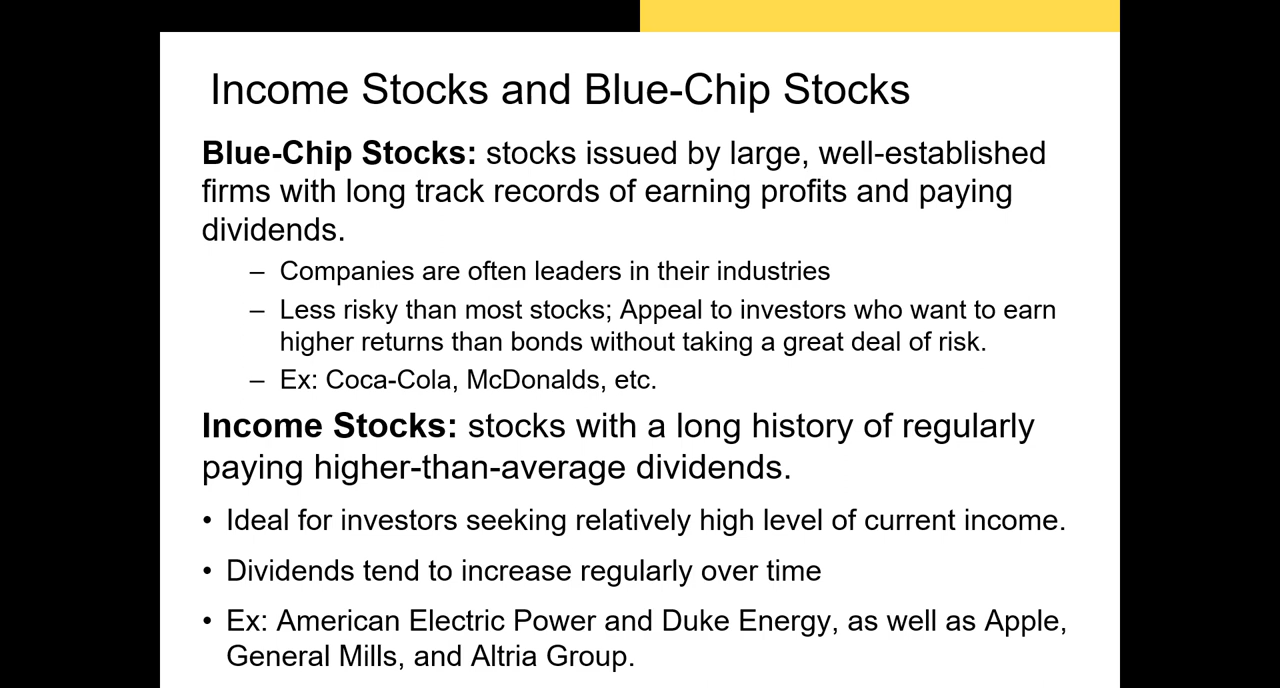 Income Stocks and Blue-Chip Stocks
Blue-Chip Stocks: stocks issued by large, well-established
firms with long track records of earning profits and paying
dividends.
– Companies are often leaders in their industries
– Less risky than most stocks; Appeal to investors who want to earn
higher returns than bonds without taking a great deal of risk.
– Ex: Coca-Cola, McDonalds, etc.
Income Stocks: stocks with a long history of regularly
paying higher-than-average dividends.
• Ideal for investors seeking relatively high level of current income.
• Dividends tend to increase regularly over time
• Ex: American Electric Power and Duke Energy, as well as Apple,
General Mills, and Altria Group.